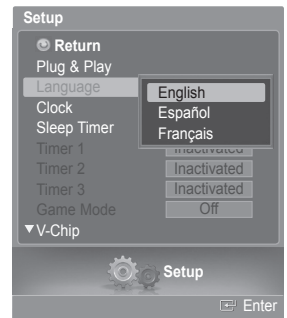 Setup
Return
Plug & Play
Language
English
Español
Français
Clock
Sleep Timer
Timer 1 Inactivated
Timer 2 Inactivated
Timer 3 Inactivated
Game Mode Off
▼V-Chip
Setup
Enter